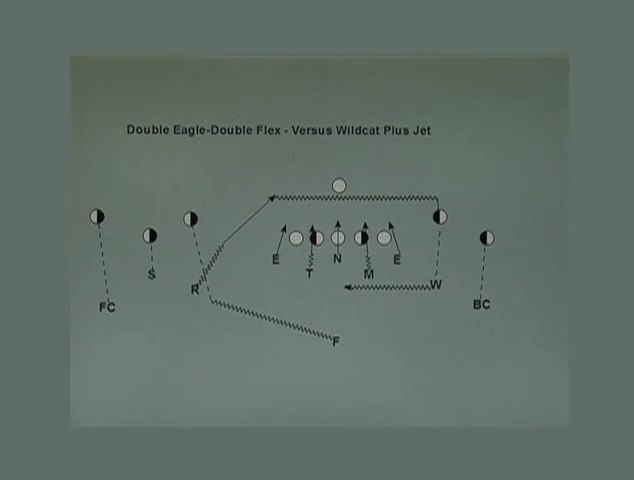 Double Eagle-Double Flex - Versus Wildcat Plus Jet
E N E
S T M
R W
FC BC
F